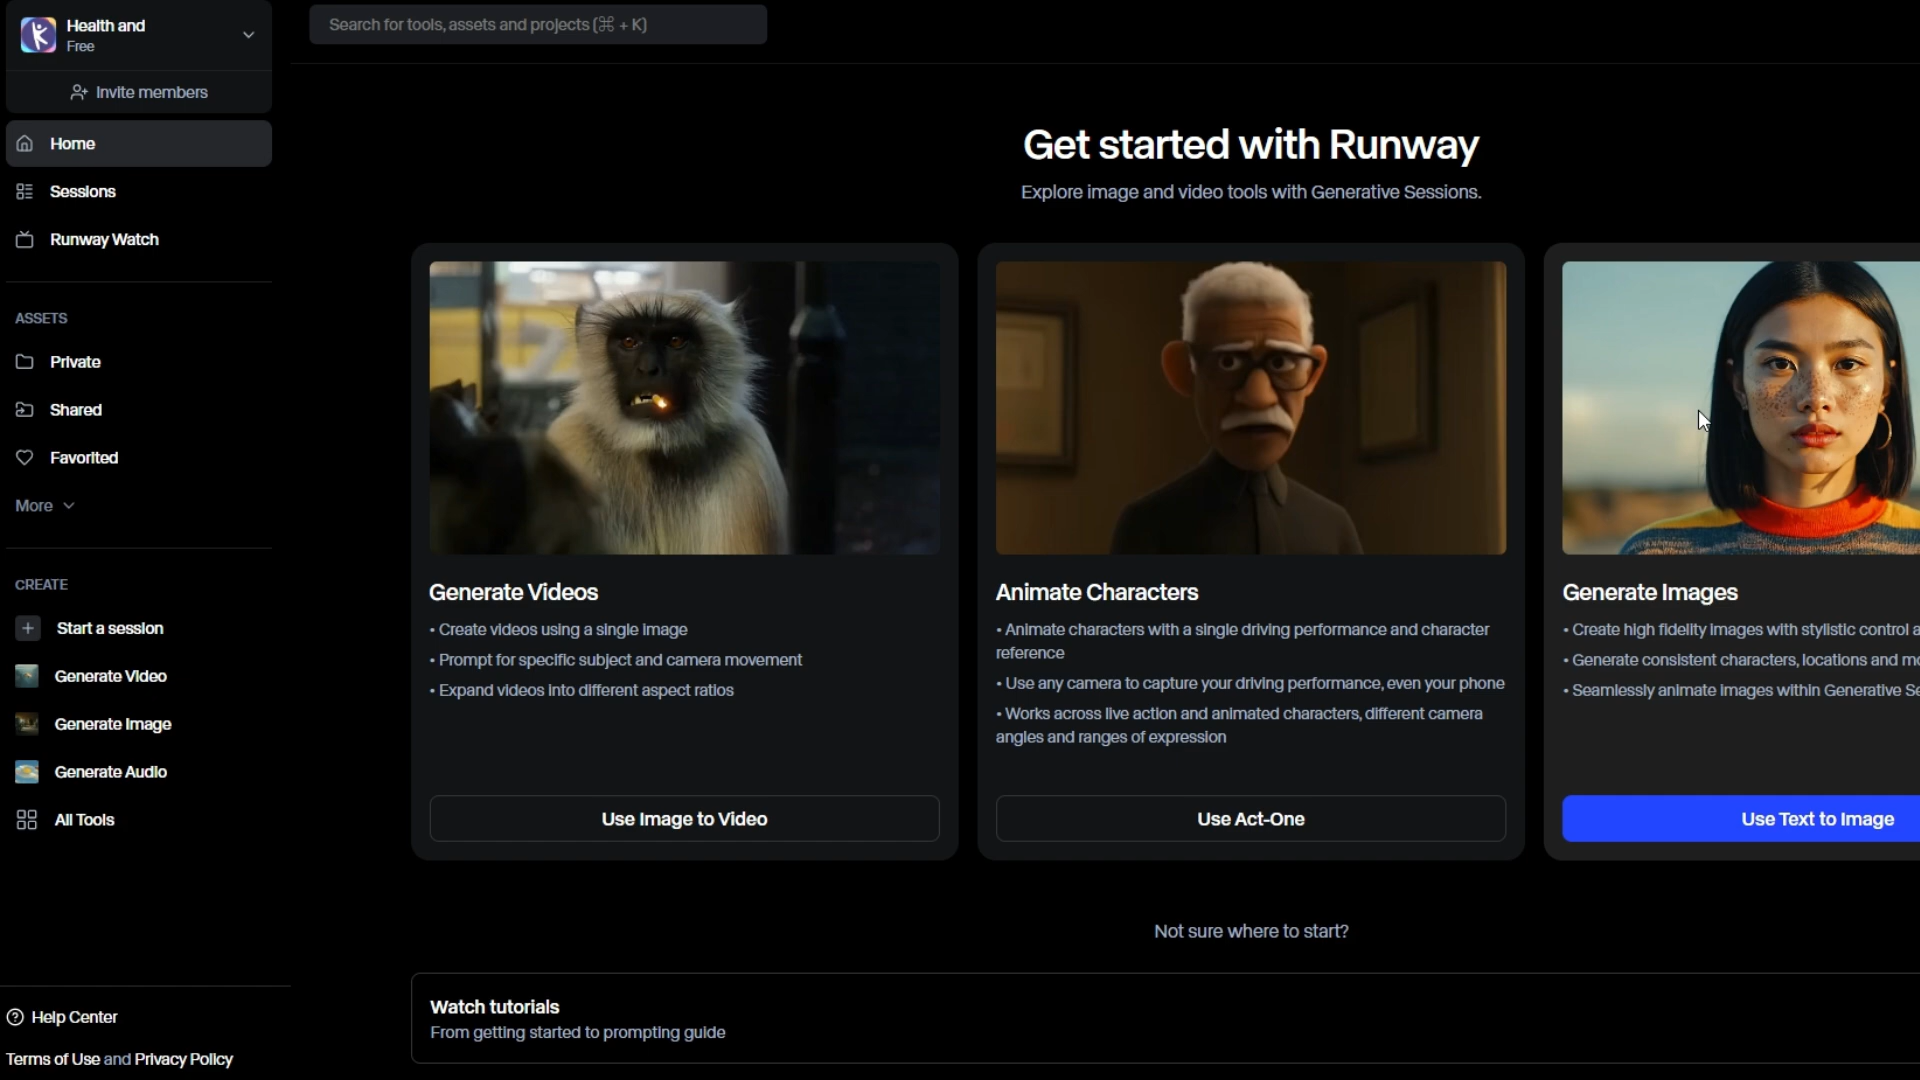 Health and
Free
Invite members
Home
Sessions
Runway Watch
ASSETS
Private
Shared
Favorited
More
CREATE
Start a session
Generate Video
Generate Image
Generate Audio
All Tools
Help Center
Terms of Use and Privacy Policy
Search for tools, assets and projects (⌘ + K)
Get started with Runway
Explore image and video tools with Generative Sessions.
Generate Videos
• Create videos using a single image
• Prompt for specific subject and camera movement
• Expand videos into different aspect ratios
Use Image to Video
Animate Characters
• Animate characters with a single driving performance and character
reference
• Use any camera to capture your driving performance, even your phone
• Works across live action and animated characters, different camera
angles and ranges of expression
Use Act-One
Generate Images
• Create high fidelity images with stylistic control
• Generate consistent characters, locations and
• Seamlessly animate images within Generative
Use Text to Image
Not sure where to start?
Watch tutorials
From getting started to prompting guide